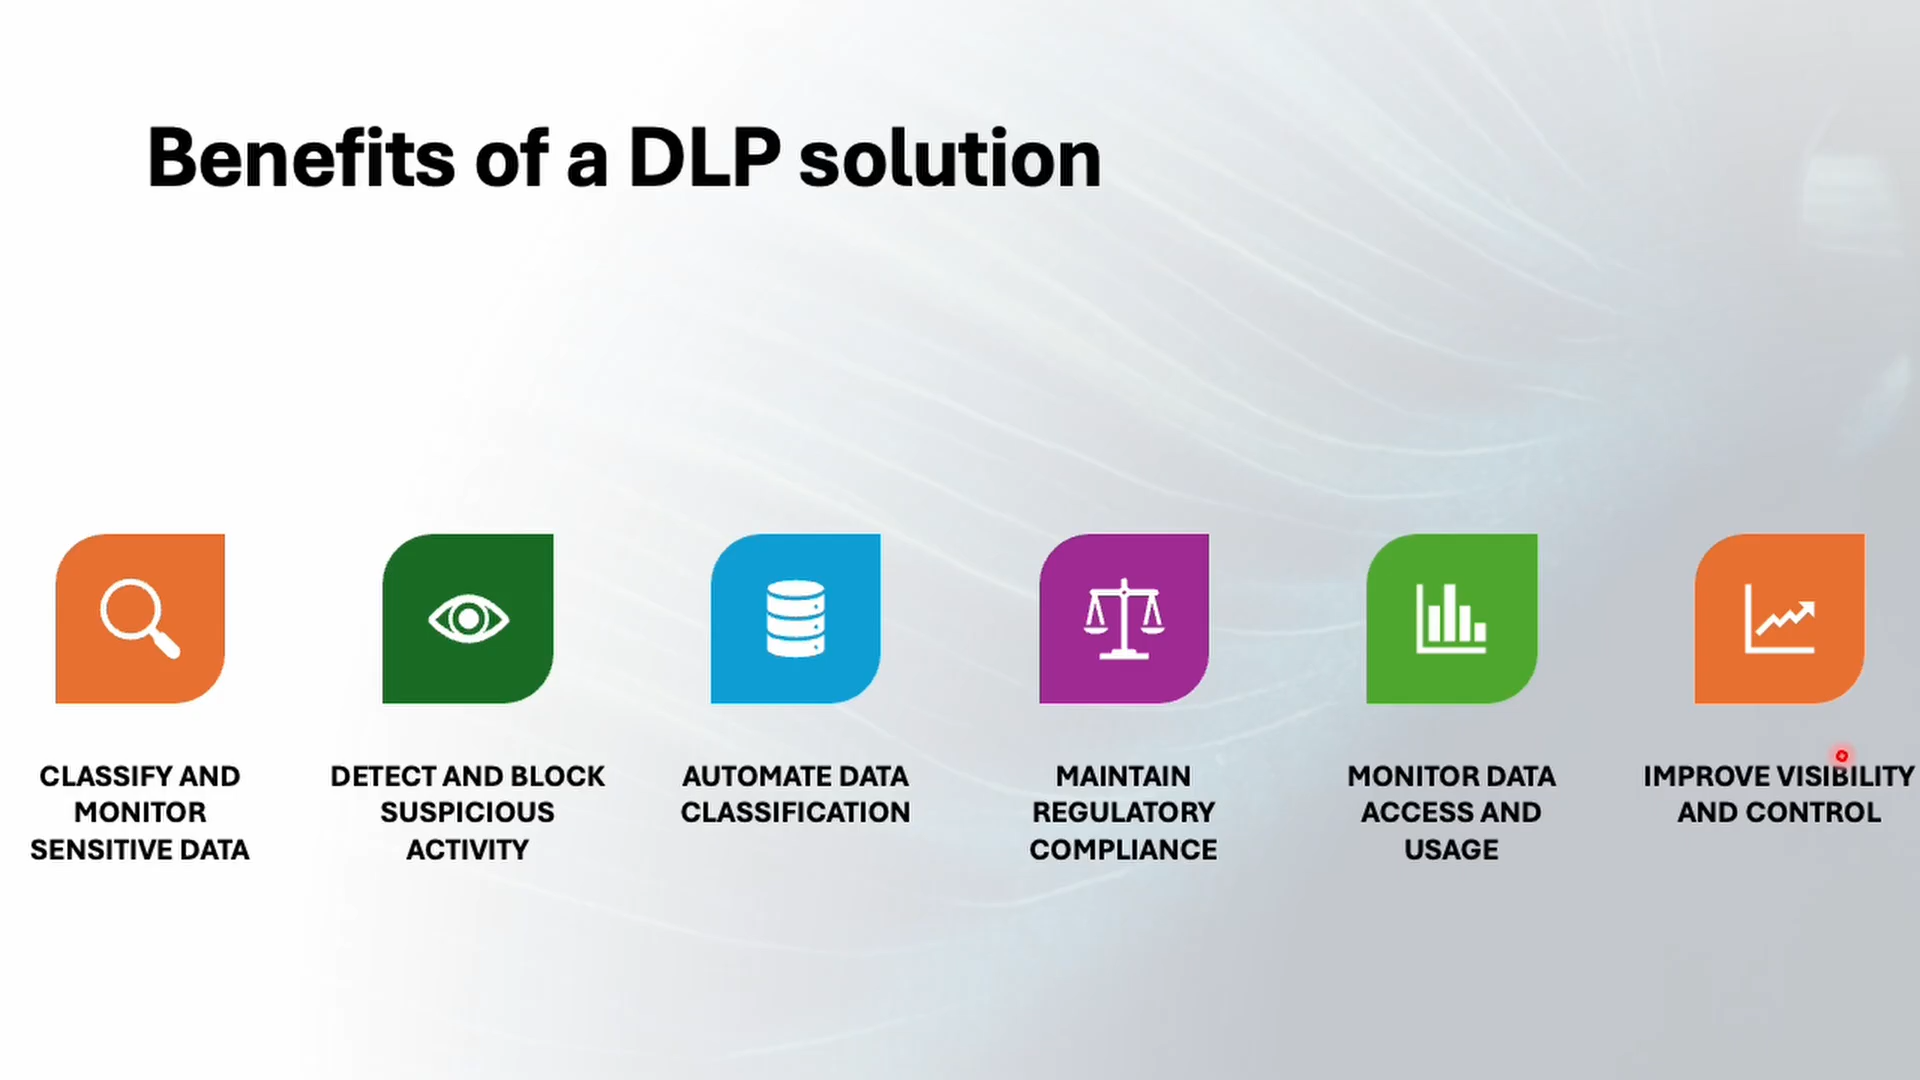 Benefits of a DLP solution
CLASSIFY AND
MONITOR
SENSITIVE DATA
DETECT AND BLOCK
SUSPICIOUS
ACTIVITY
AUTOMATE DATA
CLASSIFICATION
MAINTAIN
REGULATORY
COMPLIANCE
MONITOR DATA
ACCESS AND
USAGE
IMPROVE VISIBILITY
AND CONTROL